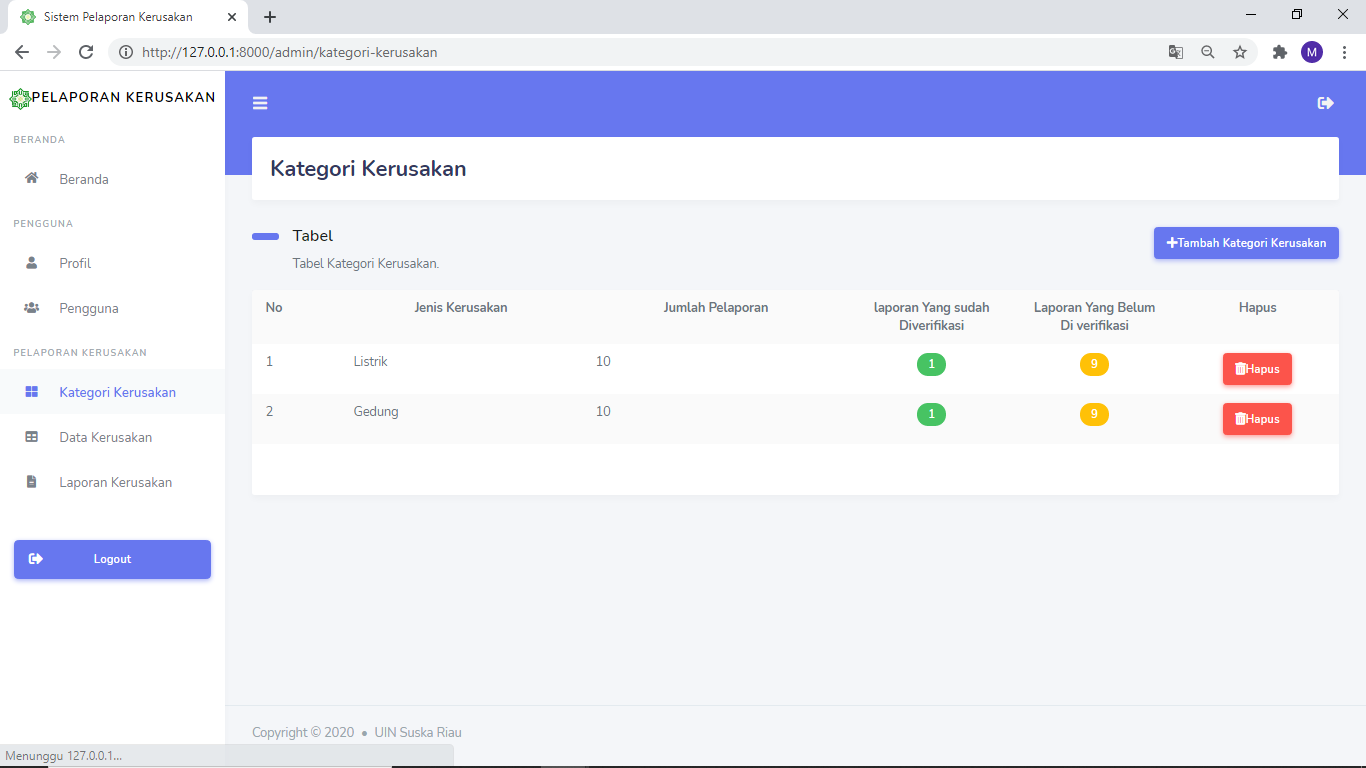 Sistem Pelaporan Kerusakan
http://127.0.0.1:8000/admin/kategori-kerusakan
M
PELAPORAN KERUSAKAN
BERANDA
Beranda
PENGGUNA
Profil
Pengguna
PELAPORAN KERUSAKAN
Kategori Kerusakan
Data Kerusakan
Laporan Kerusakan
Logout
Kategori Kerusakan
Tabel
Tabel Kategori Kerusakan.
Tambah Kategori Kerusakan
No Jenis Kerusakan Jumlah Pelaporan laporan Yang sudah Laporan Yang Belum Hapus
Diverifikasi Di verifikasi
1 Listrik 10 1 9 Hapus
2 Gedung 10 1 9 Hapus
Copyright © 2020 • UIN Suska Riau
Menunggu 127.0.0.1...